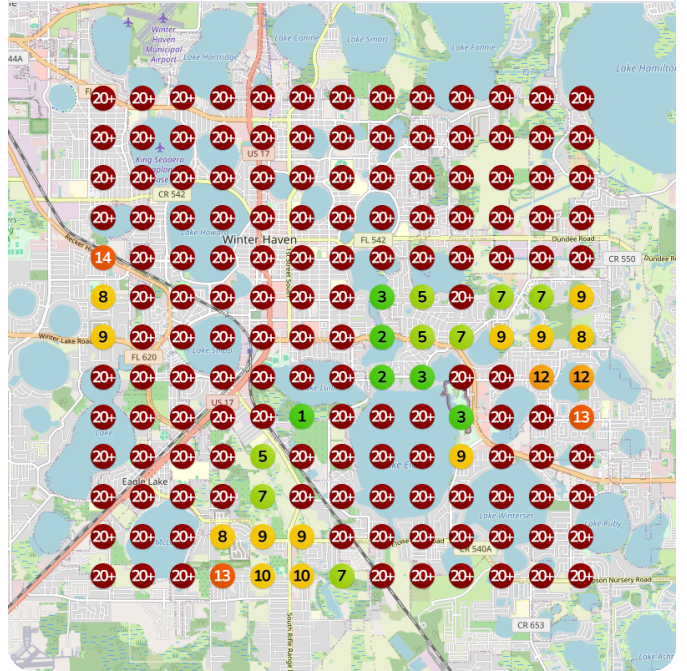 44A
Winter
Haven
Municipal
Airport
Lake Hartridge
Lake Conine
Lake Smart
Lake Fannie
Lake Hamilton
FL
20+ 20+ 20+ 20+ 20+ 20+ 20+ 20+ 20+ 20+ 20+ 20+ 20+
20+ 20+ 20+ 20+ 20+ 20+ 20+ 20+ 20+ 20+ 20+ 20+ 20+
US 17
King Seaaero
20+ 20+ 20+ 20+ 20+ 20+ 20+ 20+ 20+ 20+ 20+ 20+ 20+
CR 542
20+ 20+ 20+ 20+ 20+ 20+ 20+ 20+ 20+ 20+ 20+ 20+ 20+
Lake Howard
Winter Haven
FL 542
Dundee Road
14 20+ 20+ 20+ 20+ 20+ 20+ 20+ 20+ 20+ 20+ 20+ 20+
CR 550
8 20+ 20+ 20+ 20+ 20+ 20+ 3 5 20+ 7 7 9
9 20+ 20+ 20+ 20+ 20+ 20+ 2 5 7 9 9 8
Winter Lake Road
FL 620
Lake Shipp
20+ 20+ 20+ 20+ 20+ 20+ 20+ 2 3 20+ 20+ 12 12
US 17
20+ 20+ 20+ 20+ 20+ 1 20+ 20+ 20+ 3 20+ 20+ 13
Lake
20+ 20+ 20+ 20+ 5 20+ 20+ 20+ 20+ 9 20+ 20+ 20+
Eagle Lake
20+ 20+ 20+ 20+ 7 20+ 20+ 20+ 20+ 20+ 20+ 20+ 20+
Lake Winterset
Lake Ruby
20+ 20+ 20+ 8 9 9 20+ 20+ 20+ 20+ 20+ 20+ 20+
CR 540A
20+ 20+ 20+ 13 10 10 7 20+ 20+ 20+ 20+ 20+ 20+
son Nursery Road
South Rifle Range
CR 653
Lake Ash